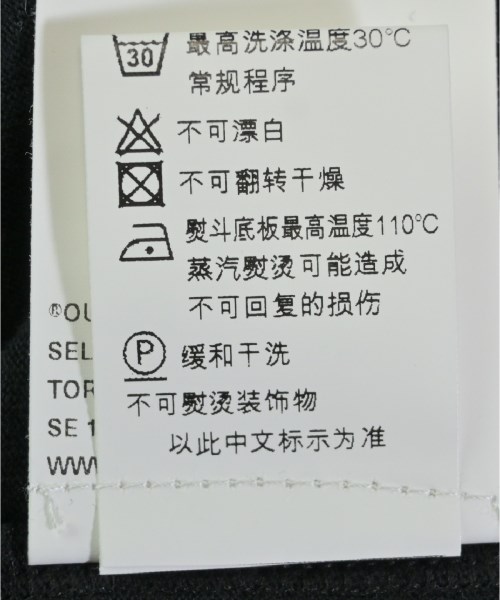 30 最高洗涤温度30℃
常规程序
不可漂白
不可翻转干燥
熨斗底板最高温度110℃
蒸汽熨烫可能造成
不可回复的损伤
P 缓和干洗
不可熨烫装饰物
以此中文标示为准
®OU
SEL
TOR
SE 1
WWW